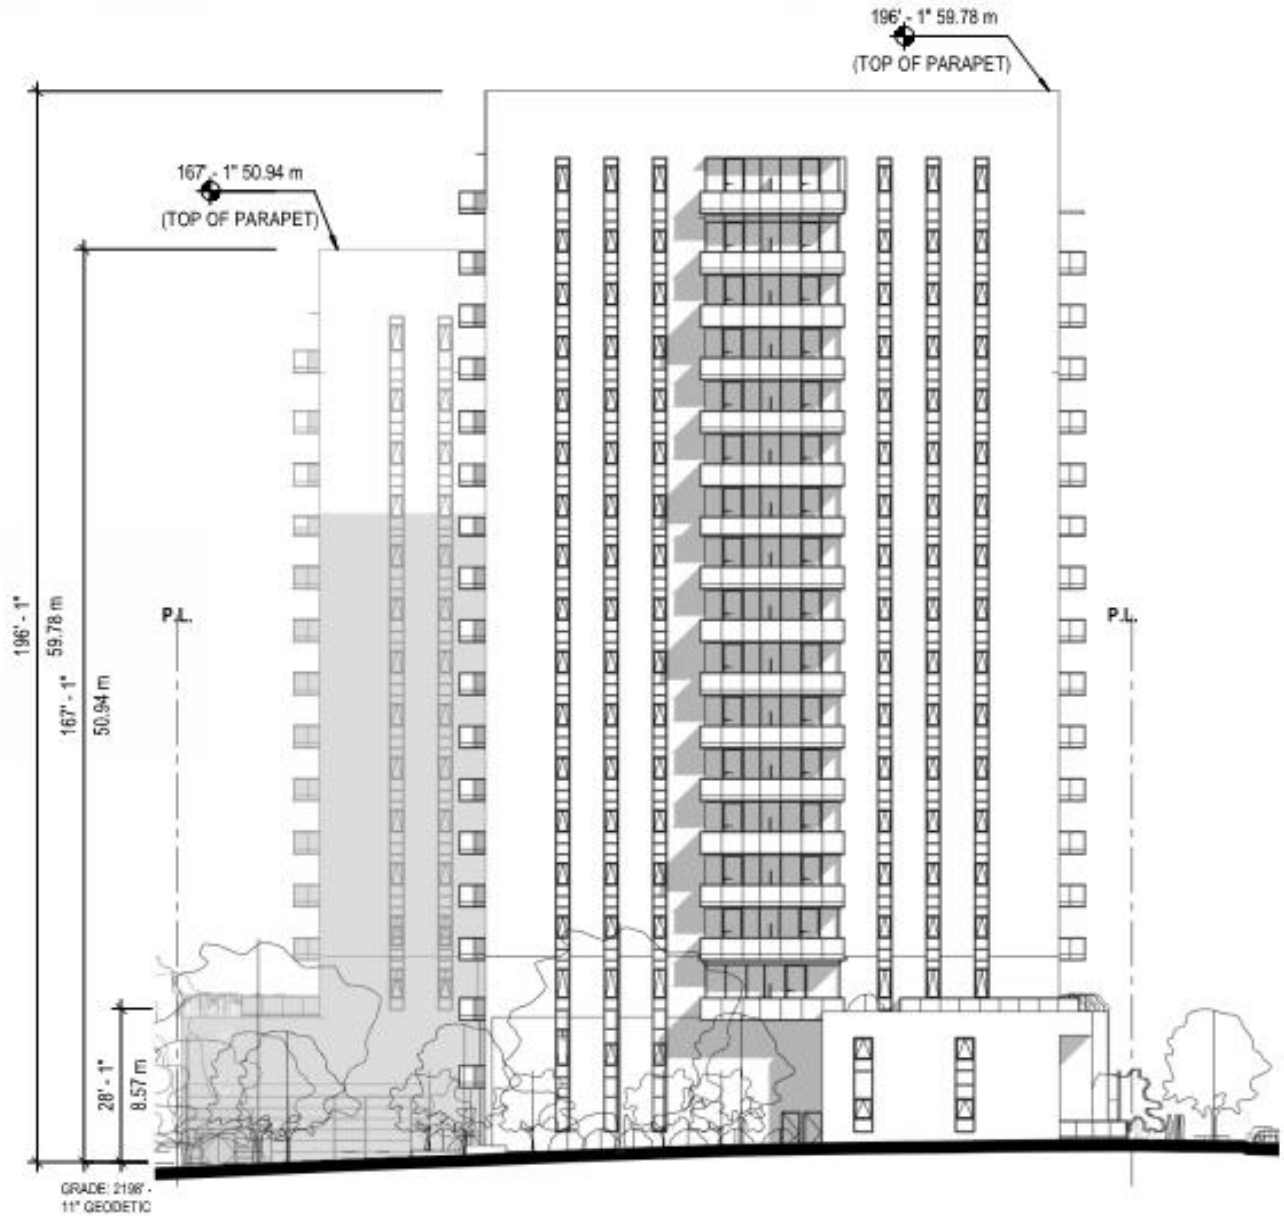 196' - 1" 59.78 m
(TOP OF PARAPET)
167' - 1" 50.94 m
(TOP OF PARAPET)
196' - 1"
59.78 m
167' - 1"
50.94 m
P.L.
P.L.
28' - 1"
8.57 m
GRADE: 2198' -
11" GEODETIC